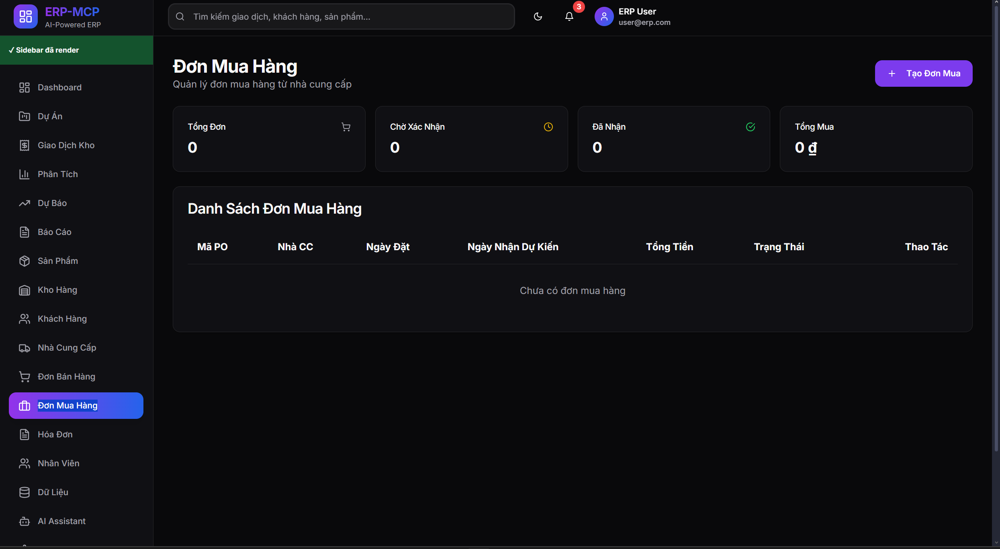 ERP-MCP
AI-Powered ERP
Tìm kiếm giao dịch, khách hàng, sản phẩm...
3
ERP User
user@erp.com
✓ Sidebar đã render
Dashboard
Dự Án
Giao Dịch Kho
Phân Tích
Dự Báo
Báo Cáo
Sản Phẩm
Kho Hàng
Khách Hàng
Nhà Cung Cấp
Đơn Bán Hàng
Đơn Mua Hàng
Hóa Đơn
Nhân Viên
Dữ Liệu
AI Assistant
Đơn Mua Hàng
Quản lý đơn mua hàng từ nhà cung cấp
Tạo Đơn Mua
Tổng Đơn
0
Chờ Xác Nhận
0
Đã Nhận
0
Tổng Mua
0 ₫
Danh Sách Đơn Mua Hàng
Mã PO Nhà CC Ngày Đặt Ngày Nhận Dự Kiến Tổng Tiền Trạng Thái Thao Tác
Chưa có đơn mua hàng